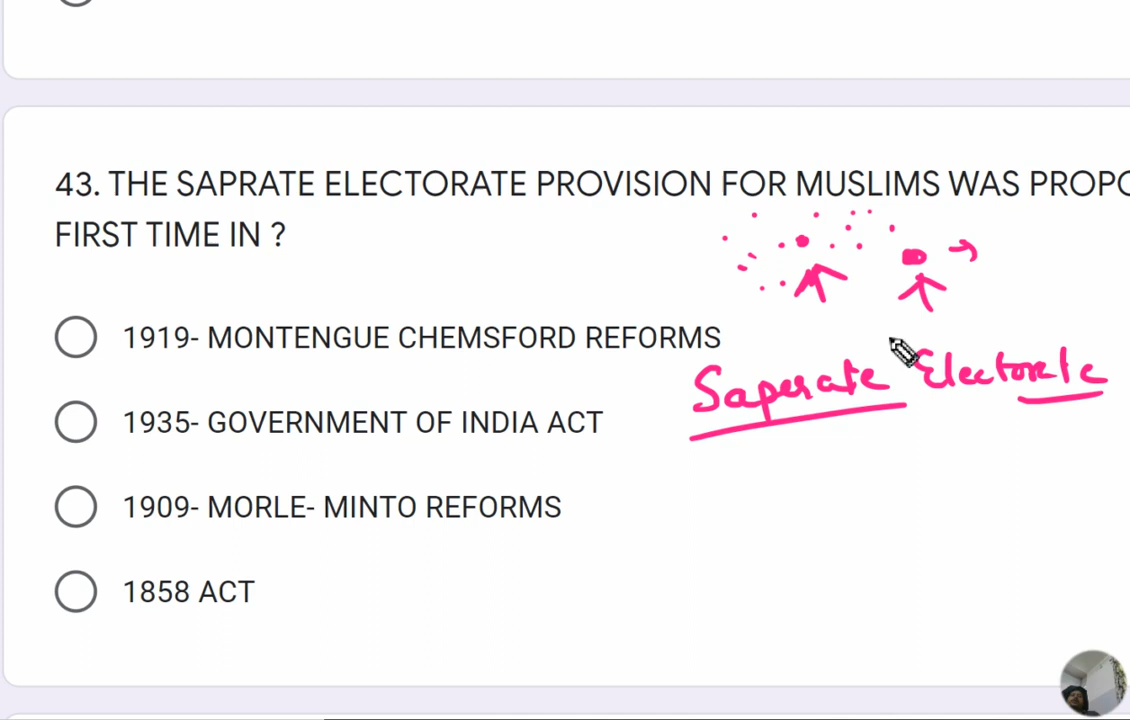 43. THE SAPRATE ELECTORATE PROVISION FOR MUSLIMS WAS PROPO
FIRST TIME IN ?
1919- MONTENGUE CHEMSFORD REFORMS
Saperate Electorate
1935- GOVERNMENT OF INDIA ACT
1909- MORLE- MINTO REFORMS
1858 ACT